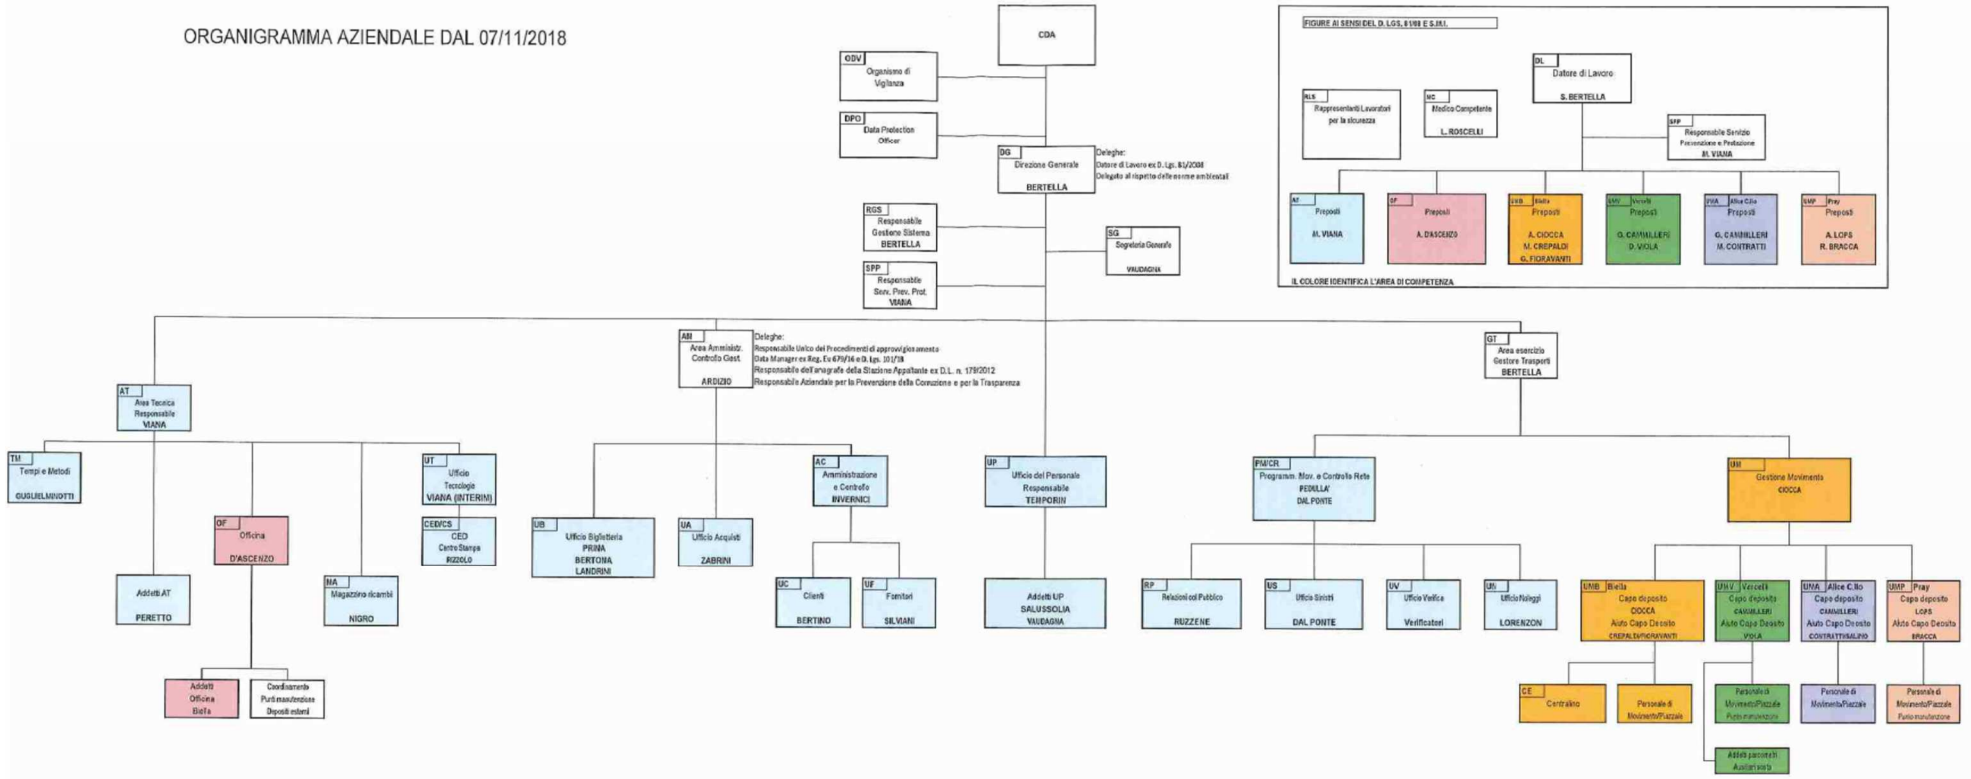 ORGANIGRAMMA AZIENDALE DAL 07/11/2018
CDA
ODV
Organismo di
Vigilanza
DPO
Data Protection
Officer
DG
Direzione Generale
BERTELLA
Deleghe:
Datore di Lavoro ex D. Lgs. 81/2008
Delegato al rispetto delle norme ambientali
RGS
Responsabile
Gestione Sistema
BERTELLA
SG
Segreteria Generale
VAUDAGNA
SPP
Responsabile
Serv. Prev. Prot.
VIANA
FIGURE AI SENSI DEL D. LGS. 81/08 E S.M.I.
DL
Datore di Lavoro
S. BERTELLA
RLS
Rappresentanti Lavoratori
per la sicurezza
MC
Medico Competente
L. ROSCELLI
SPP
Responsabile Servizio
Prevenzione e Protezione
M. VIANA
AT
Preposti
M. VIANA
OF
Preposti
A. D'ASCENZO
UMB Biella
Preposti
A. CIOCCA
M. CREPALDI
G. FIORAVANTI
UMV Vercelli
Preposti
G. CAMMILLERI
D. VIOLA
UMA Alice C.llo
Preposti
G. CAMMILLERI
M. CONTRATTI
UMP Pray
Preposti
A. LOPS
R. BRACCA
IL COLORE IDENTIFICA L'AREA DI COMPETENZA
AT
Area Tecnica
Responsabile
VIANA
AM
Area Amministr.
Controllo Gest.
ARDIZIO
Deleghe:
Responsabile Unico dei Procedimenti di approvvigionamento
Data Manager ex Reg. Eu 679/16 e D. Lgs. 101/18
Responsabile dell'anagrafe della Stazione Appaltante ex D.L. n. 179/2012
Responsabile Aziendale per la Prevenzione della Corruzione e per la Trasparenza
GT
Area esercizio
Gestore Trasporti
BERTELLA
TM
Tempi e Metodi
GUGLIELMINOTTI
UT
Ufficio
Tecnologie
VIANA (INTERIM)
AC
Amministrazione
e Controllo
INVERNICI
UP
Ufficio del Personale
Responsabile
TEMPORIN
PM/CR
Programm. Mov. e Controllo Rete
PEDULLA'
DAL PONTE
UM
Gestione Movimento
CIOCCA
OF
Officina
D'ASCENZO
CED/CS
CED
Centro Stampa
RIZZOLO
UB
Ufficio Biglietteria
PRINA
BERTONA
LANDRINI
UA
Ufficio Acquisti
ZABRINI
Addetti AT
PERETTO
MA
Magazzino ricambi
NIGRO
UC
Clienti
BERTINO
UF
Fornitori
SILVIANI
Addetti UP
SALUSSOLIA
VAUDAGNA
RP
Relazioni col Pubblico
RUZZENE
US
Ufficio Sinistri
DAL PONTE
UV
Ufficio Verifica
Verificatori
UN
Ufficio Noleggi
LORENZON
UMB Biella
Capo deposito
CIOCCA
Aiuto Capo Deposito
CREPALDI/FIORAVANTI
UMV Vercelli
Capo deposito
CAMMILLERI
Aiuto Capo Deposito
VIOLA
UMA Alice C.llo
Capo deposito
CAMMILLERI
Aiuto Capo Deposito
UMP Pray
Capo deposito
LOPS
Aiuto Capo Deposito
BRACCA
Addetti
Officina
Biella
Coordinamento
Punti manutenzione
Depositi esterni
CE
Centralino
Personale di
Movimento/Piazzale
Personale di
Movimento/Piazzale
Punto manutenzione
Personale di
Movimento/Piazzale
Personale di
Movimento/Piazzale
Punto manutenzione
Addetti parcometri
Ausiliari sosta